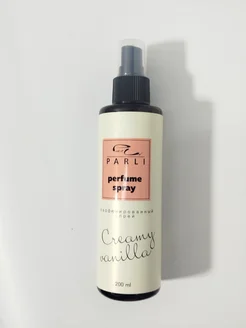 PARLI
perfume
spray
парфюмированный
спрей
Creamy
vanilla
200 ml